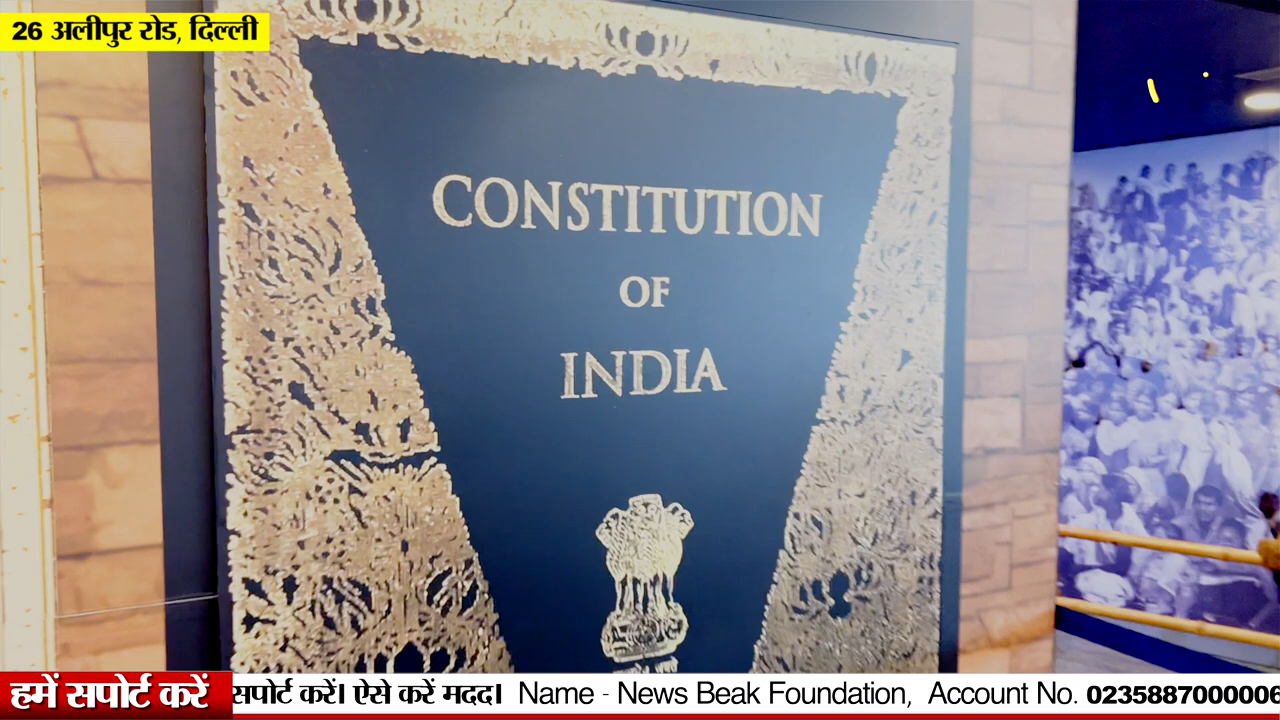 26 अलीपुर रोड, दिल्ली
CONSTITUTION
OF
INDIA
हमें सपोर्ट करें
सपोर्ट करें। ऐसे करें मदद। Name - News Beak Foundation, Account No. 0235887000006